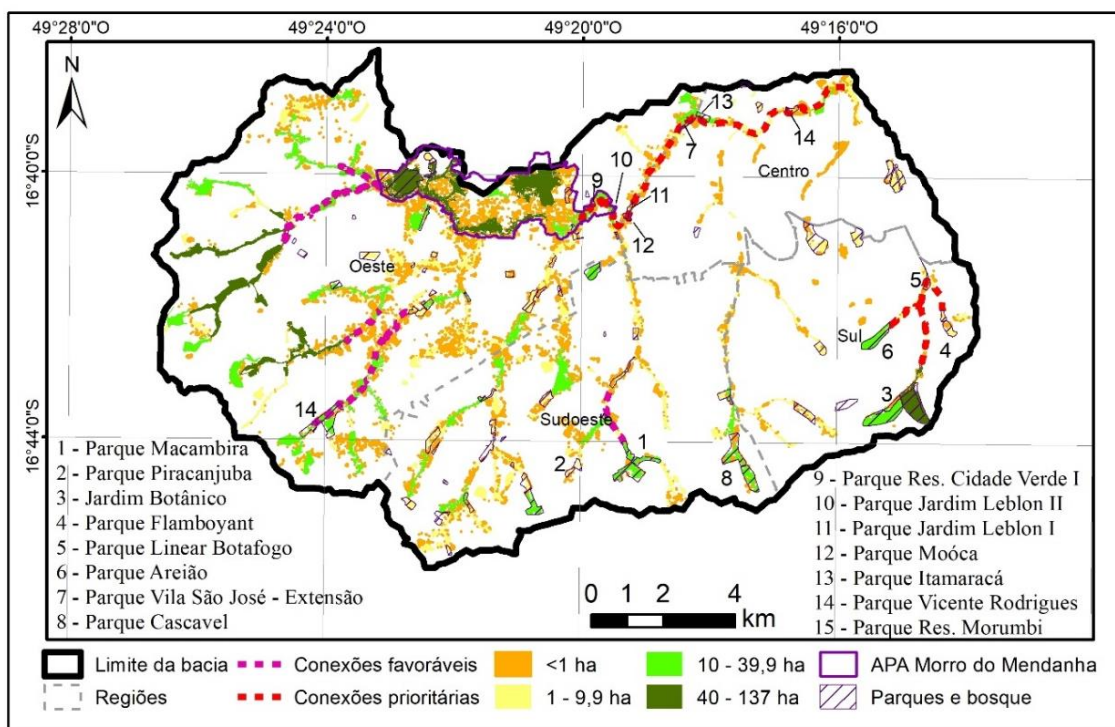 49°28'O"O 49°24'O"O 49°20'O"O 49°16'O"O
N
16°40'0"S
16°44'0"S
13
7
14
10
Centro
9
11
12
Oeste
5
Sul
6
4
3
14
Sudoeste
1
2
8
1 - Parque Macambira
2 - Parque Piracanjuba
3 - Jardim Botânico
4 - Parque Flamboyant
5 - Parque Linear Botafogo
6 - Parque Areião
7 - Parque Vila São José - Extensão
8 - Parque Cascavel
9 - Parque Res. Cidade Verde I
10 - Parque Jardim Leblon II
11 - Parque Jardim Leblon I
12 - Parque Moóca
13 - Parque Itamaracá
14 - Parque Vicente Rodrigues
15 - Parque Res. Morumbi
0 1 2 4
km
Limite da bacia Conexões favoráveis <1 ha 10 - 39,9 ha APA Morro do Mendanha
Regiões Conexões prioritárias 1 - 9,9 ha 40 - 137 ha Parques e bosque